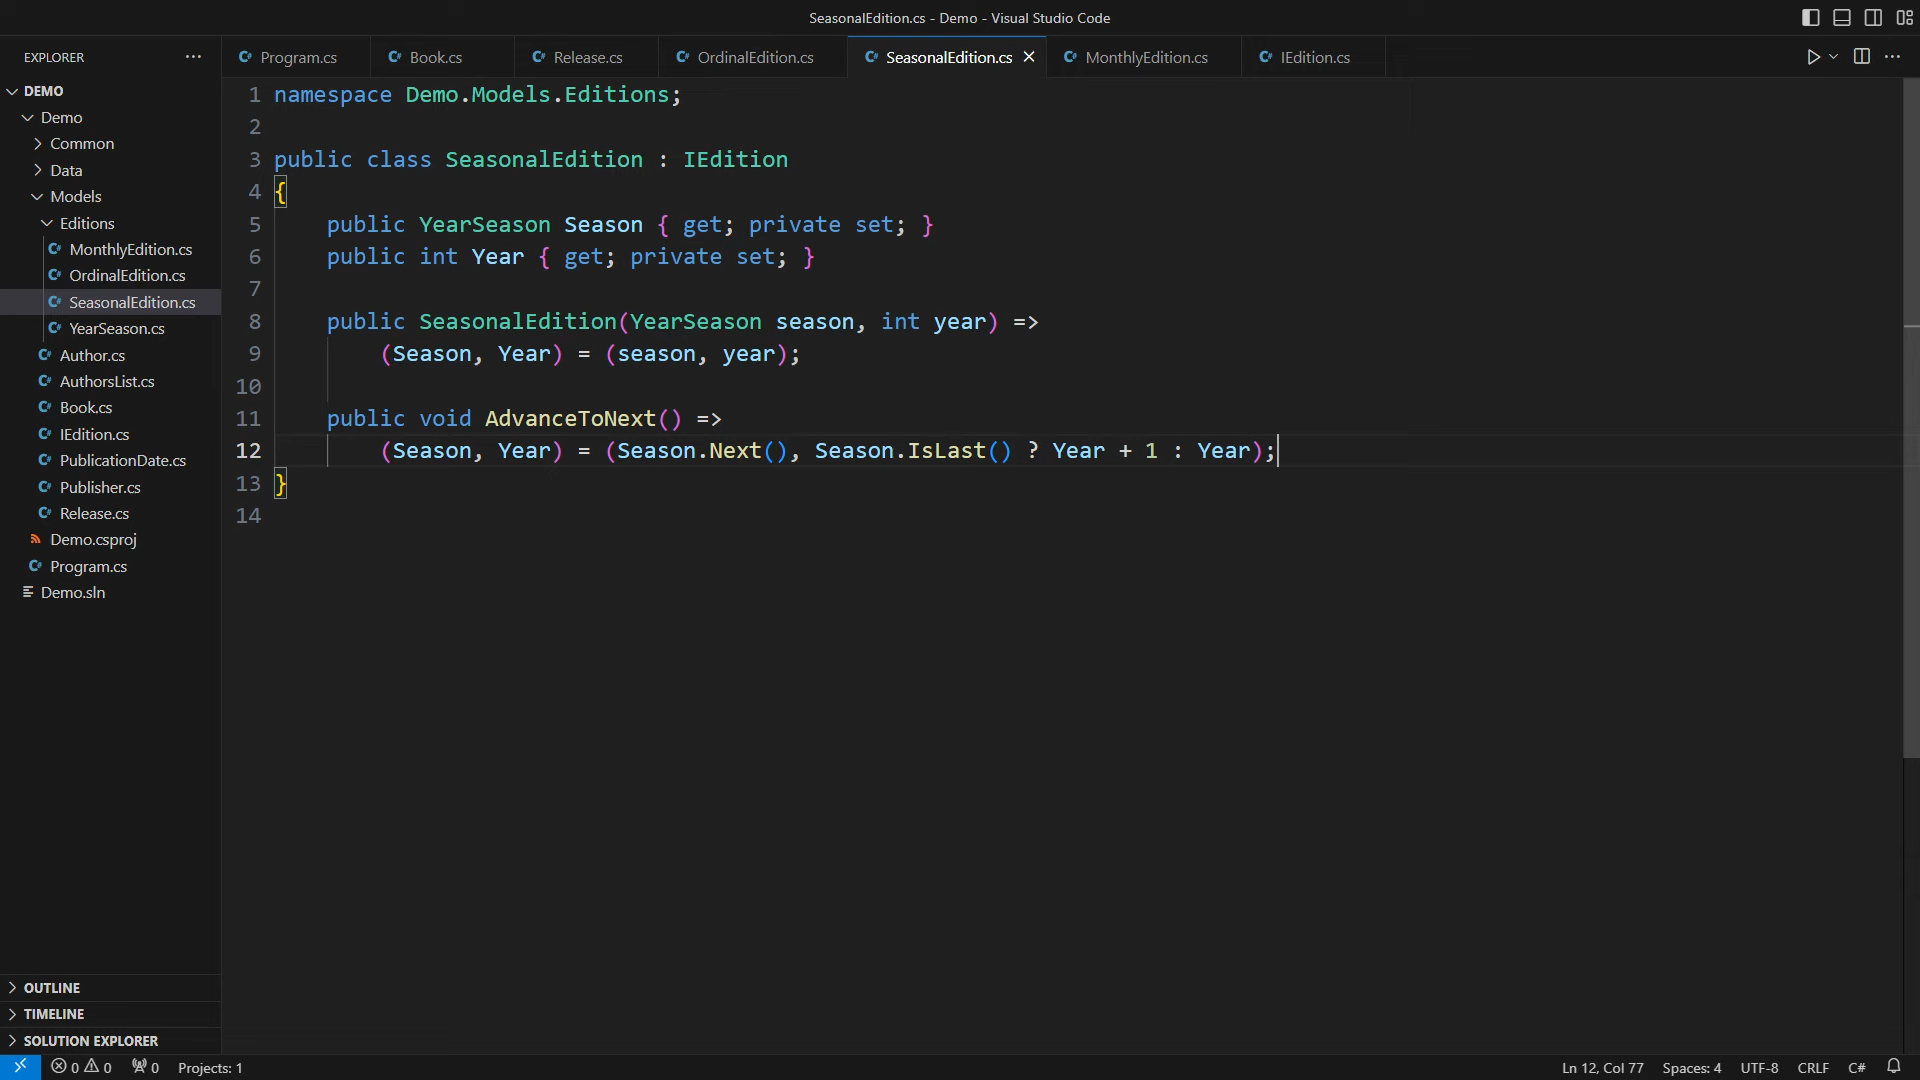 SeasonalEdition.cs - Demo - Visual Studio Code
EXPLORER
Program.cs
Book.cs
Release.cs
OrdinalEdition.cs
SeasonalEdition.cs
MonthlyEdition.cs
IEdition.cs
DEMO
Demo
Common
Data
Models
Editions
MonthlyEdition.cs
OrdinalEdition.cs
SeasonalEdition.cs
YearSeason.cs
Author.cs
AuthorsList.cs
Book.cs
IEdition.cs
PublicationDate.cs
Publisher.cs
Release.cs
Demo.csproj
Program.cs
Demo.sln
OUTLINE
TIMELINE
SOLUTION EXPLORER
1 namespace Demo.Models.Editions;
2
3 public class SeasonalEdition : IEdition
4 {
5 public YearSeason Season { get; private set; }
6 public int Year { get; private set; }
7
8 public SeasonalEdition(YearSeason season, int year) =>
9 (Season, Year) = (season, year);
10
11 public void AdvanceToNext() =>
12 (Season, Year) = (Season.Next(), Season.IsLast() ? Year + 1 : Year);
13 }
14
0 0 0 Projects: 1
Ln 12, Col 77 Spaces: 4 UTF-8 CRLF C#